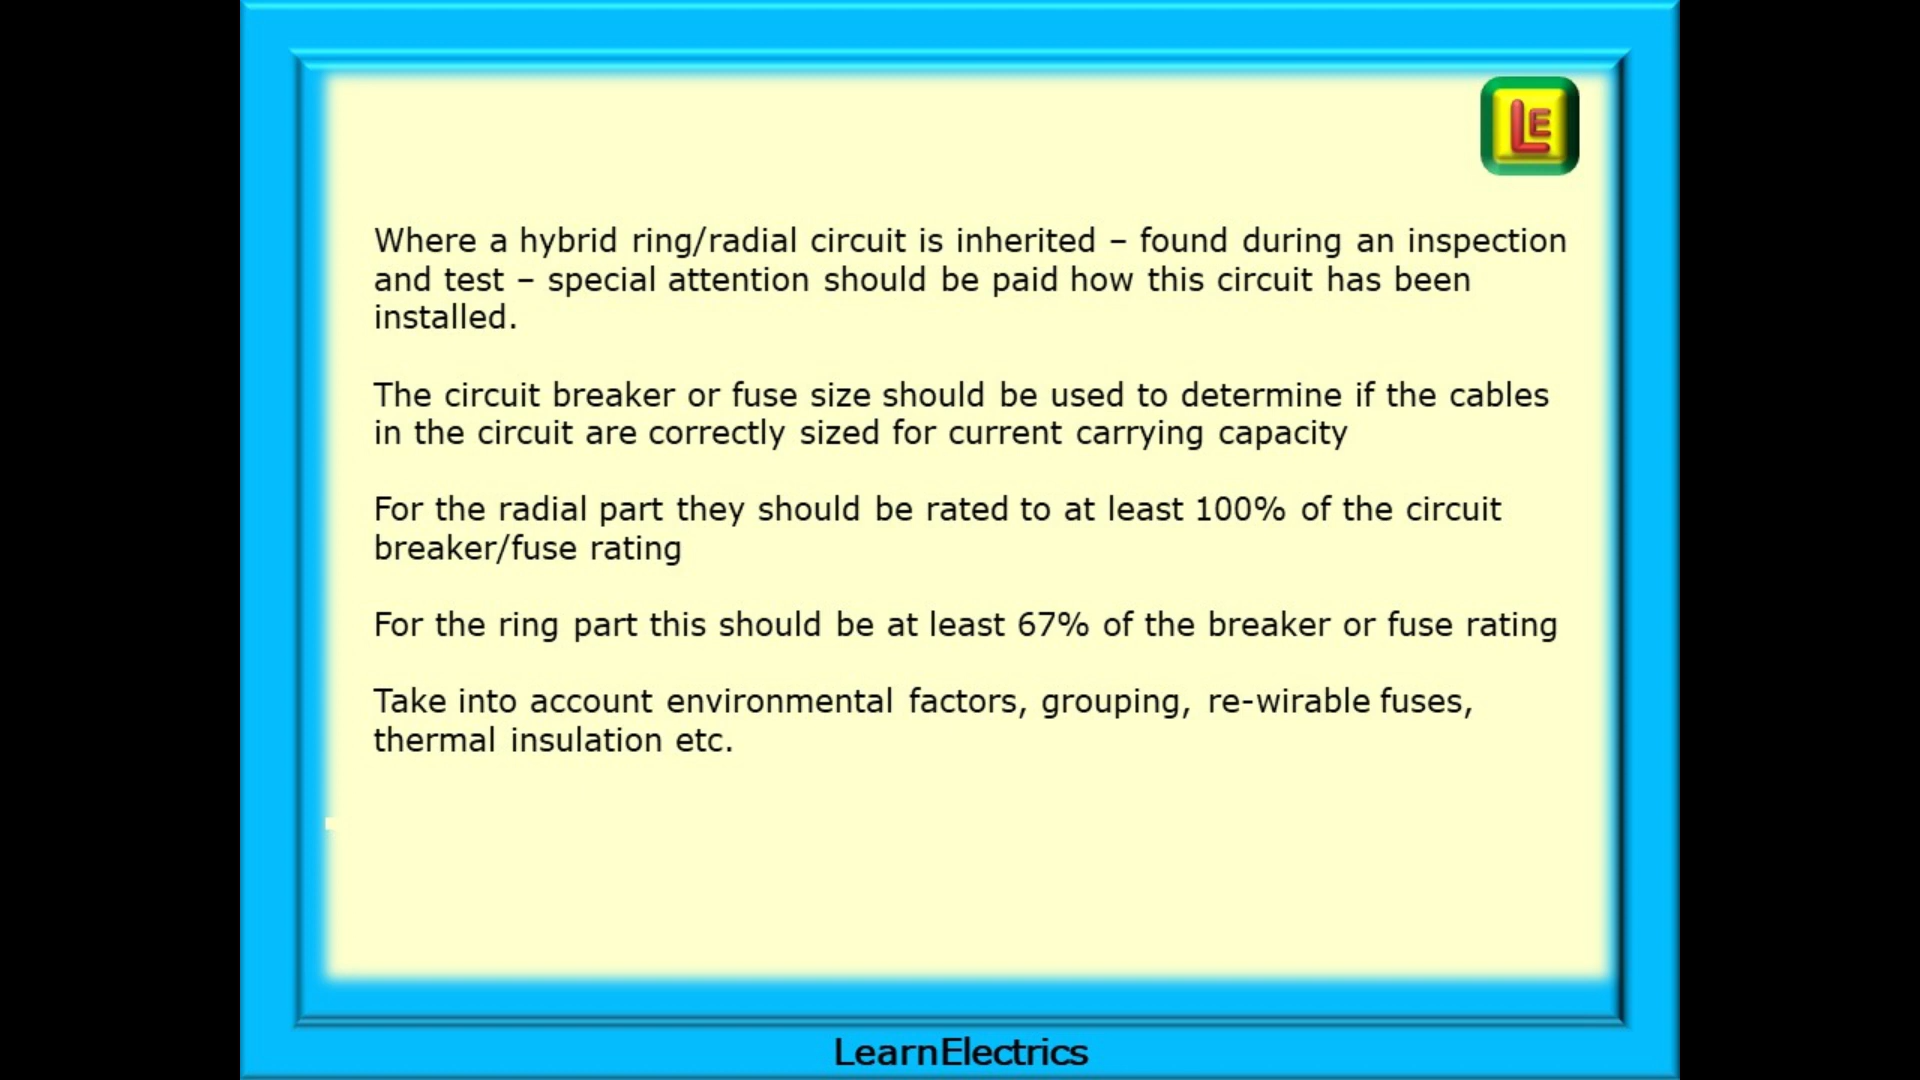 LE
Where a hybrid ring/radial circuit is inherited – found during an inspection
and test – special attention should be paid how this circuit has been
installed.
The circuit breaker or fuse size should be used to determine if the cables
in the circuit are correctly sized for current carrying capacity
For the radial part they should be rated to at least 100% of the circuit
breaker/fuse rating
For the ring part this should be at least 67% of the breaker or fuse rating
Take into account environmental factors, grouping, re-wirable fuses,
thermal insulation etc.
LearnElectrics